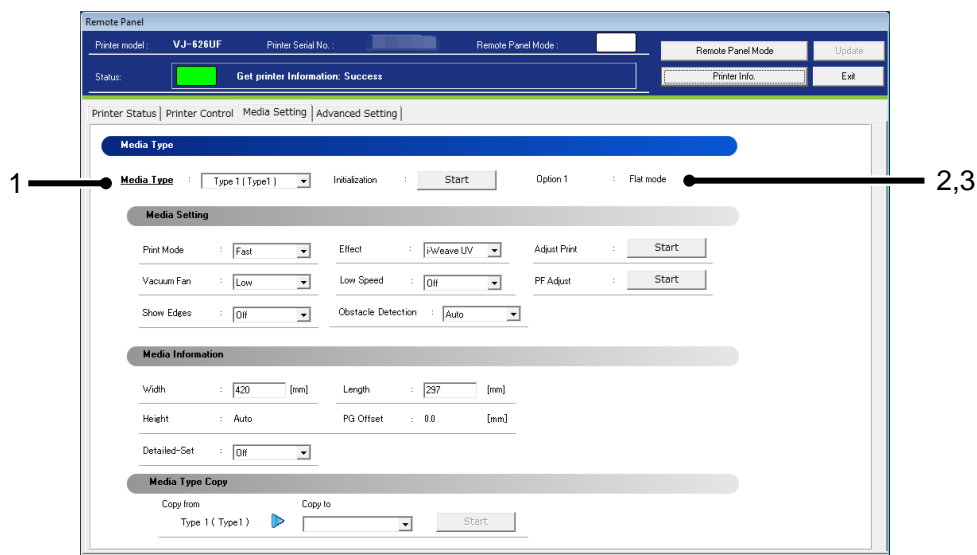 Remote Panel
Printer model : VJ-626UF Printer Serial No. : Remote Panel Mode : Remote Panel Mode Update
Status: Get printer Information: Success Printer Info. Exit
Printer Status Printer Control Media Setting Advanced Setting
Media Type
1 Media Type : Type 1 ( Type1 ) Initialization : Start Option 1 : Flat mode 2,3
Media Setting
Print Mode : Fast Effect : i-Weave UV Adjust Print : Start
Vacuum Fan : Low Low Speed : Off PF Adjust : Start
Show Edges : Off Obstacle Detection : Auto
Media Information
Width : 420 [mm] Length : 297 [mm]
Height : Auto PG Offset : 0.0 [mm]
Detailed-Set : Off
Media Type Copy
Copy from Copy to
Type 1 ( Type1 ) Start